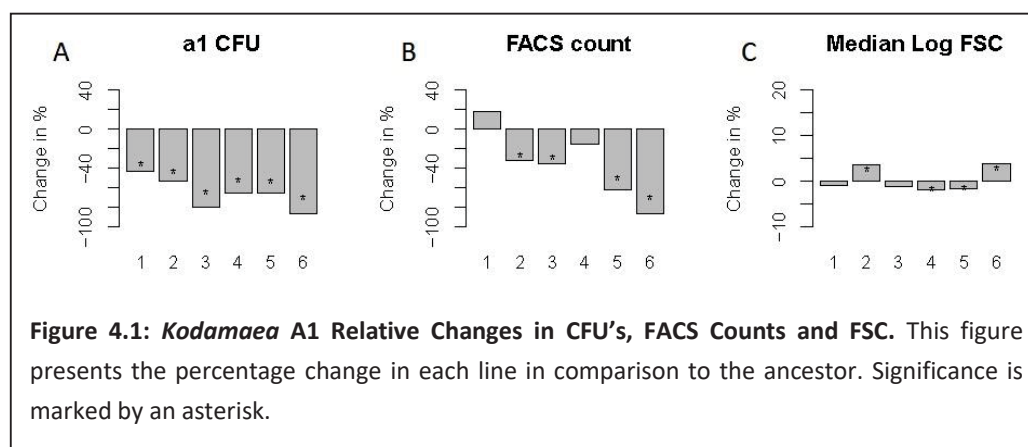 A a1 CFU
B FACS count
C Median Log FSC
Change in %
40
0
-40
-100
1 2 3 4 5 6
* * * * * *
Change in %
40
0
-40
-100
1 2 3 4 5 6
* * * *
Change in %
20
10
0
-10
1 2 3 4 5 6
* * * *
Figure 4.1: Kodamaea A1 Relative Changes in CFU’s, FACS Counts and FSC. This figure
presents the percentage change in each line in comparison to the ancestor. Significance is
marked by an asterisk.